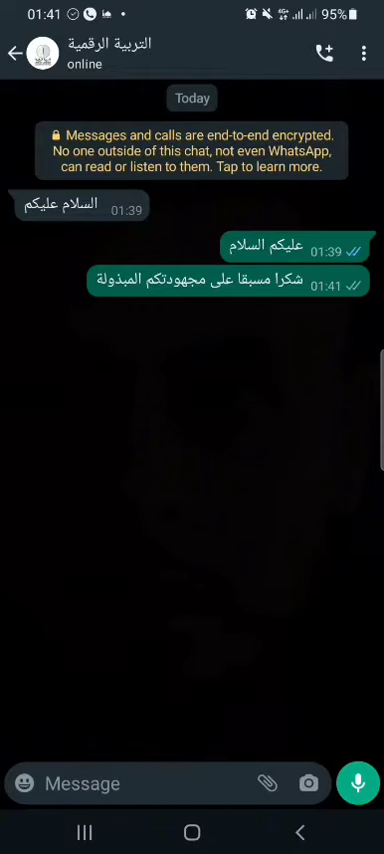 01:41 95%
التربية الرقمية
online
Today
Messages and calls are end-to-end encrypted.
No one outside of this chat, not even WhatsApp,
can read or listen to them. Tap to learn more.
السلام عليكم 01:39
عليكم السلام 01:39
شكرا مسبقا على مجهودتكم المبذولة 01:41
Message